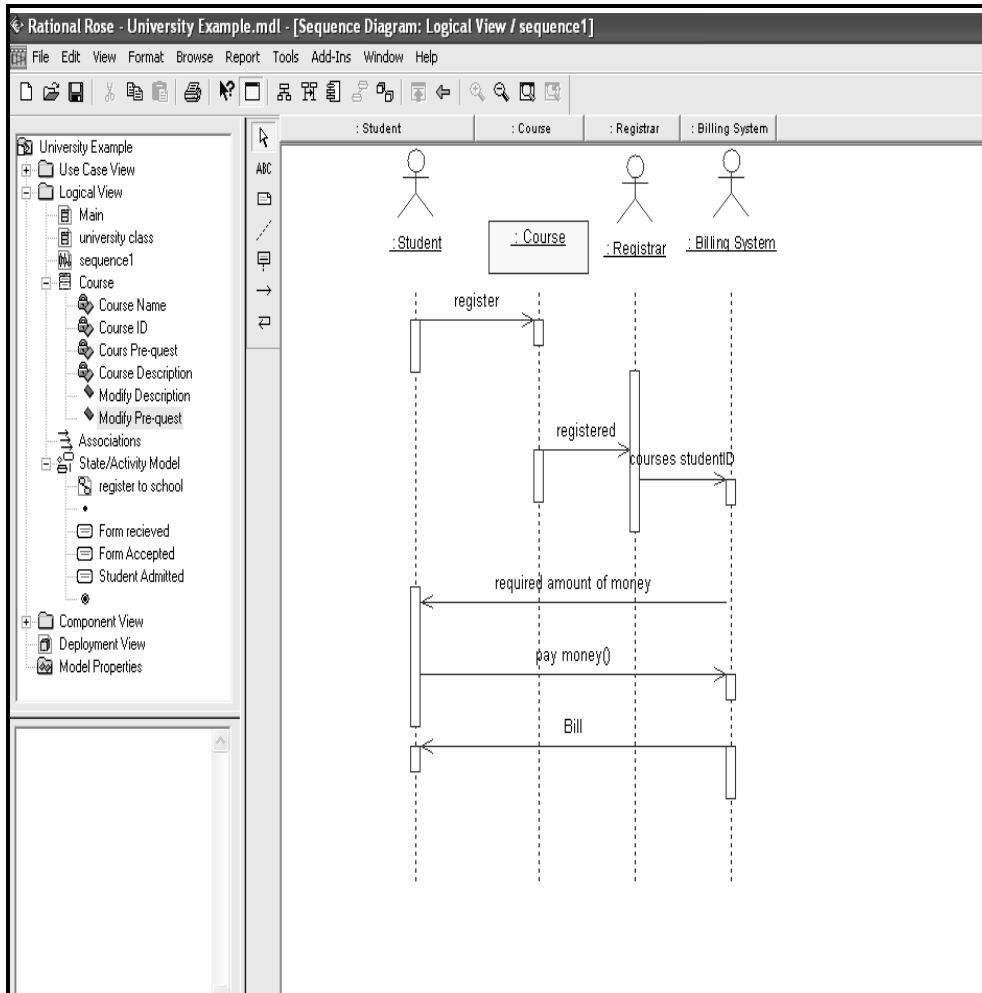 Rational Rose - University Example.mdl - [Sequence Diagram: Logical View / sequence1]
File Edit View Format Browse Report Tools Add-Ins Window Help
University Example
Use Case View
Logical View
Main
university class
sequence1
Course
Course Name
Course ID
Cours Pre-quest
Course Description
Modify Description
Modify Pre-quest
Associations
State/Activity Model
register to school
Form recieved
Form Accepted
Student Admitted
Component View
Deployment View
Model Properties
ABC
: Student : Course : Registrar : Billing System
: Student : Course : Registrar : Billing System
register
registered
courses studentID
required amount of money
pay money()
Bill